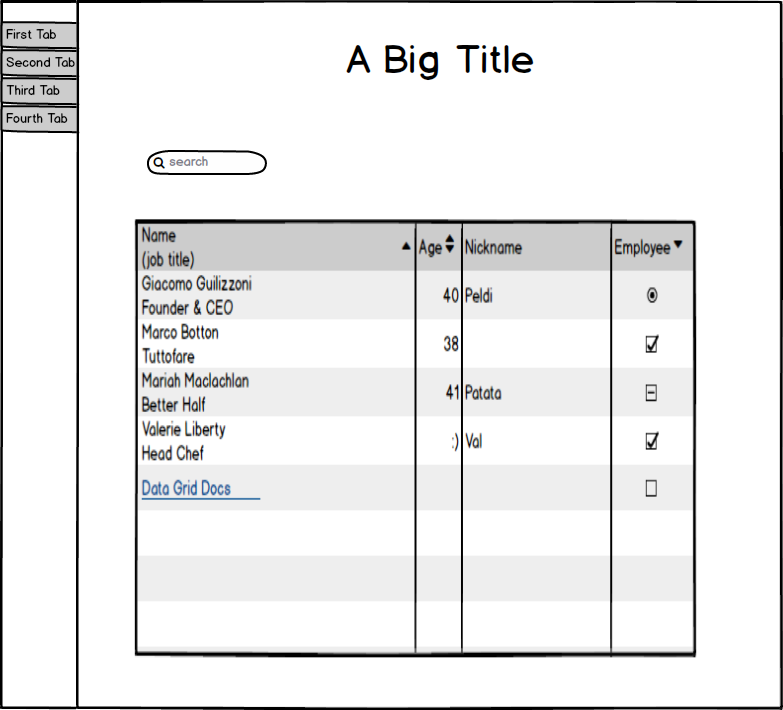 First Tab
Second Tab
Third Tab
Fourth Tab
A Big Title
search
Name
(job title)
Age
Nickname
Employee
Giacomo Guilizzoni
Founder & CEO
40
Peldi
Marco Botton
Tuttofare
38
Mariah Maclachlan
Better Half
41
Patata
Valerie Liberty
Head Chef
:)
Val
Data Grid Docs